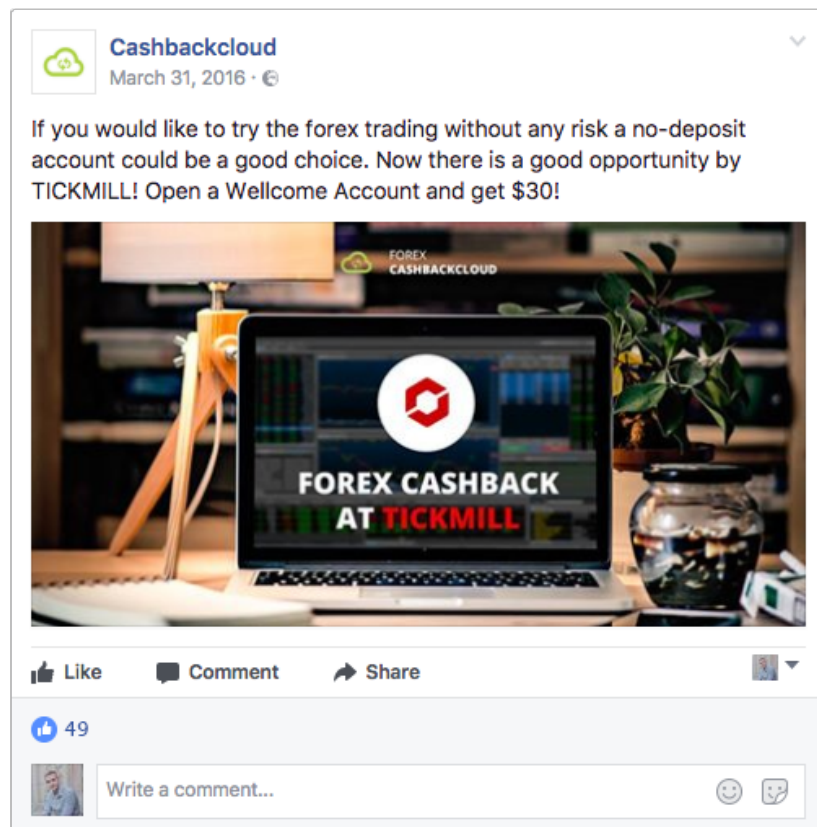 Cashbackcloud
March 31, 2016 ·
If you would like to try the forex trading without any risk a no-deposit
account could be a good choice. Now there is a good opportunity by
TICKMILL! Open a Wellcome Account and get $30!
FOREX
CASHBACKCLOUD
FOREX CASHBACK
AT TICKMILL
Like Comment Share
49
Write a comment...